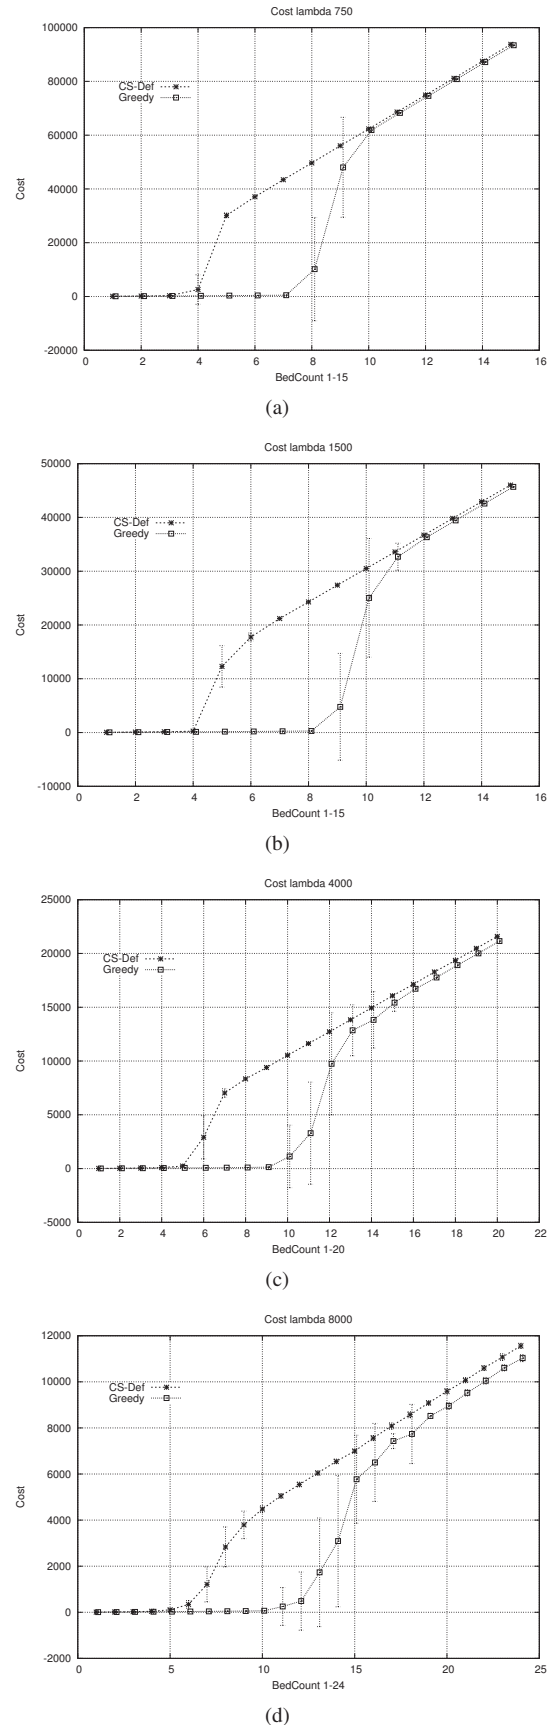 Cost lambda 750
100000
80000
60000
40000
20000
0
-20000
Cost
CS-Def
Greedy
0 2 4 6 8 10 12 14 16
BedCount 1-15
(a)
Cost lambda 1500
50000
40000
30000
20000
10000
0
-10000
Cost
CS-Def
Greedy
0 2 4 6 8 10 12 14 16
BedCount 1-15
(b)
Cost lambda 4000
25000
20000
15000
10000
5000
0
-5000
Cost
CS-Def
Greedy
0 2 4 6 8 10 12 14 16 18 20 22
BedCount 1-20
(c)
Cost lambda 8000
12000
10000
8000
6000
4000
2000
0
-2000
Cost
CS-Def
Greedy
0 5 10 15 20 25
BedCount 1-24
(d)